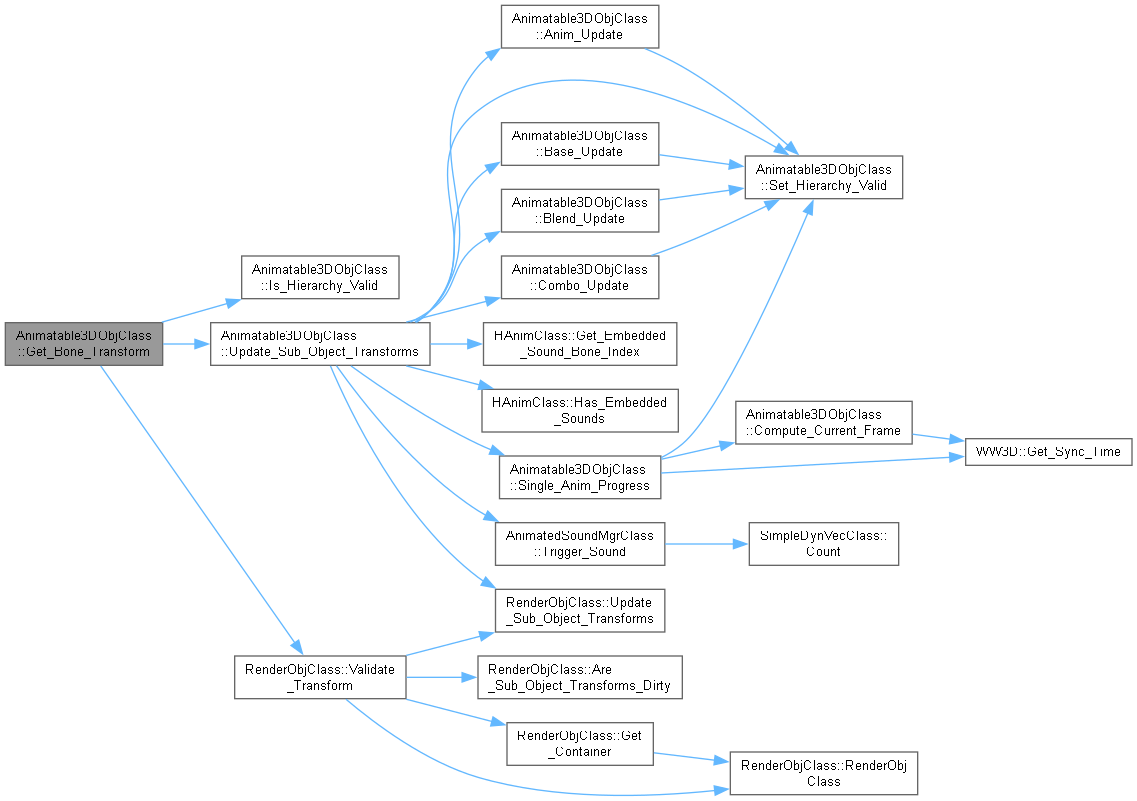 Animatable3DObjClass
::Anim_Update
Animatable3DObjClass
::Base_Update
Animatable3DObjClass
::Set_Hierarchy_Valid
Animatable3DObjClass
::Blend_Update
Animatable3DObjClass
::Is_Hierarchy_Valid
Animatable3DObjClass
::Combo_Update
Animatable3DObjClass
::Get_Bone_Transform
Animatable3DObjClass
::Update_Sub_Object_Transforms
HAnimClass::Get_Embedded
_Sound_Bone_Index
HAnimClass::Has_Embedded
_Sounds
Animatable3DObjClass
::Compute_Current_Frame
WW3D::Get_Sync_Time
Animatable3DObjClass
::Single_Anim_Progress
AnimatedSoundMgrClass
::Trigger_Sound
SimpleDynVecClass::
Count
RenderObjClass::Update
_Sub_Object_Transforms
RenderObjClass::Validate
_Transform
RenderObjClass::Are
_Sub_Object_Transforms_Dirty
RenderObjClass::Get
_Container
RenderObjClass::RenderObj
Class